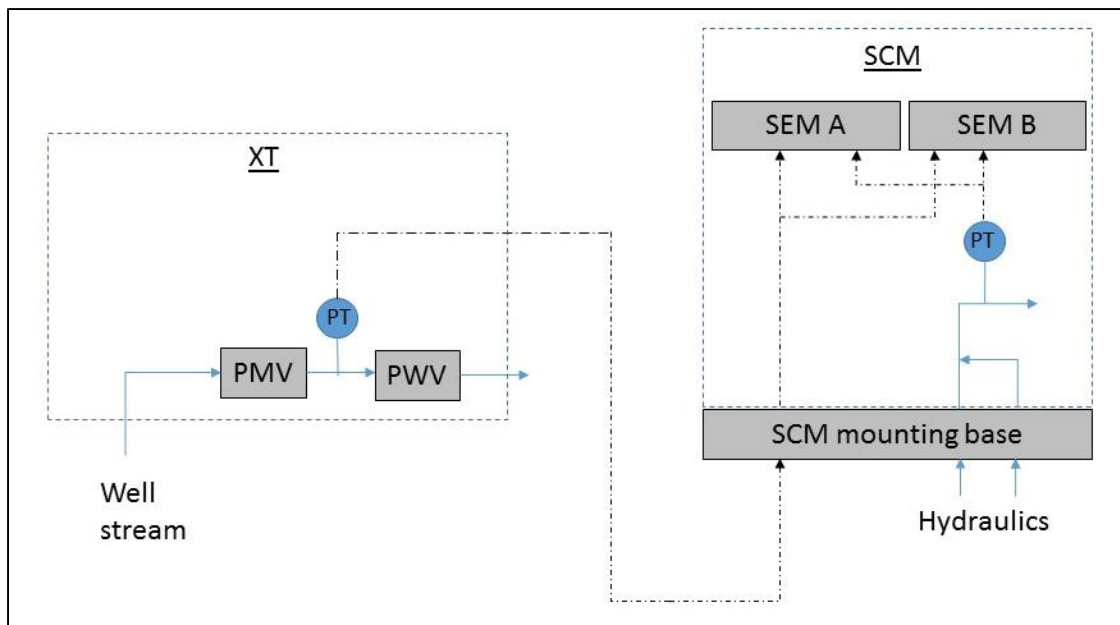 XT
PT
PMV
PWV
Well
stream
SCM
SEM A
SEM B
PT
SCM mounting base
Hydraulics